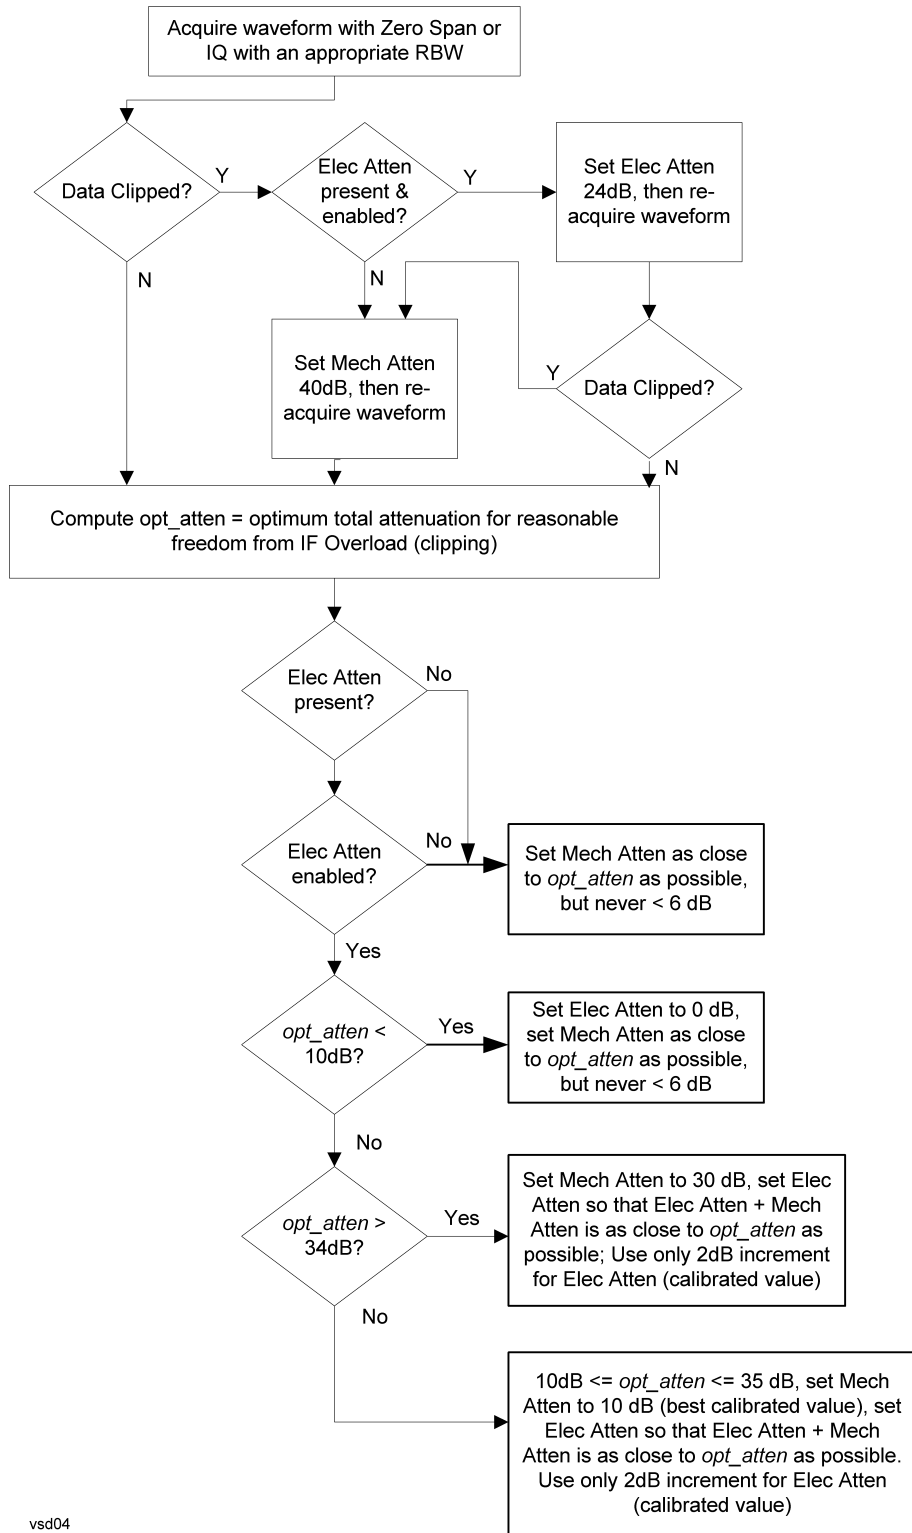 Acquire waveform with Zero Span or
IQ with an appropriate RBW
Data Clipped?
Y
N
Elec Atten
present &
enabled?
Y
N
Set Elec Atten
24dB, then re-
acquire waveform
Set Mech Atten
40dB, then re-
acquire waveform
Y
Data Clipped?
N
Compute opt_atten = optimum total attenuation for reasonable
freedom from IF Overload (clipping)
Elec Atten
present?
No
Elec Atten
enabled?
No
Yes
Set Mech Atten as close
to opt_atten as possible,
but never < 6 dB
opt_atten <
10dB?
Yes
No
Set Elec Atten to 0 dB,
set Mech Atten as close
to opt_atten as possible,
but never < 6 dB
opt_atten >
34dB?
Yes
No
Set Mech Atten to 30 dB, set Elec
Atten so that Elec Atten + Mech
Atten is as close to opt_atten as
possible; Use only 2dB increment
for Elec Atten (calibrated value)
10dB <= opt_atten <= 35 dB, set Mech
Atten to 10 dB (best calibrated value), set
Elec Atten so that Elec Atten + Mech
Atten is as close to opt_atten as possible.
Use only 2dB increment for Elec Atten
(calibrated value)
vsd04